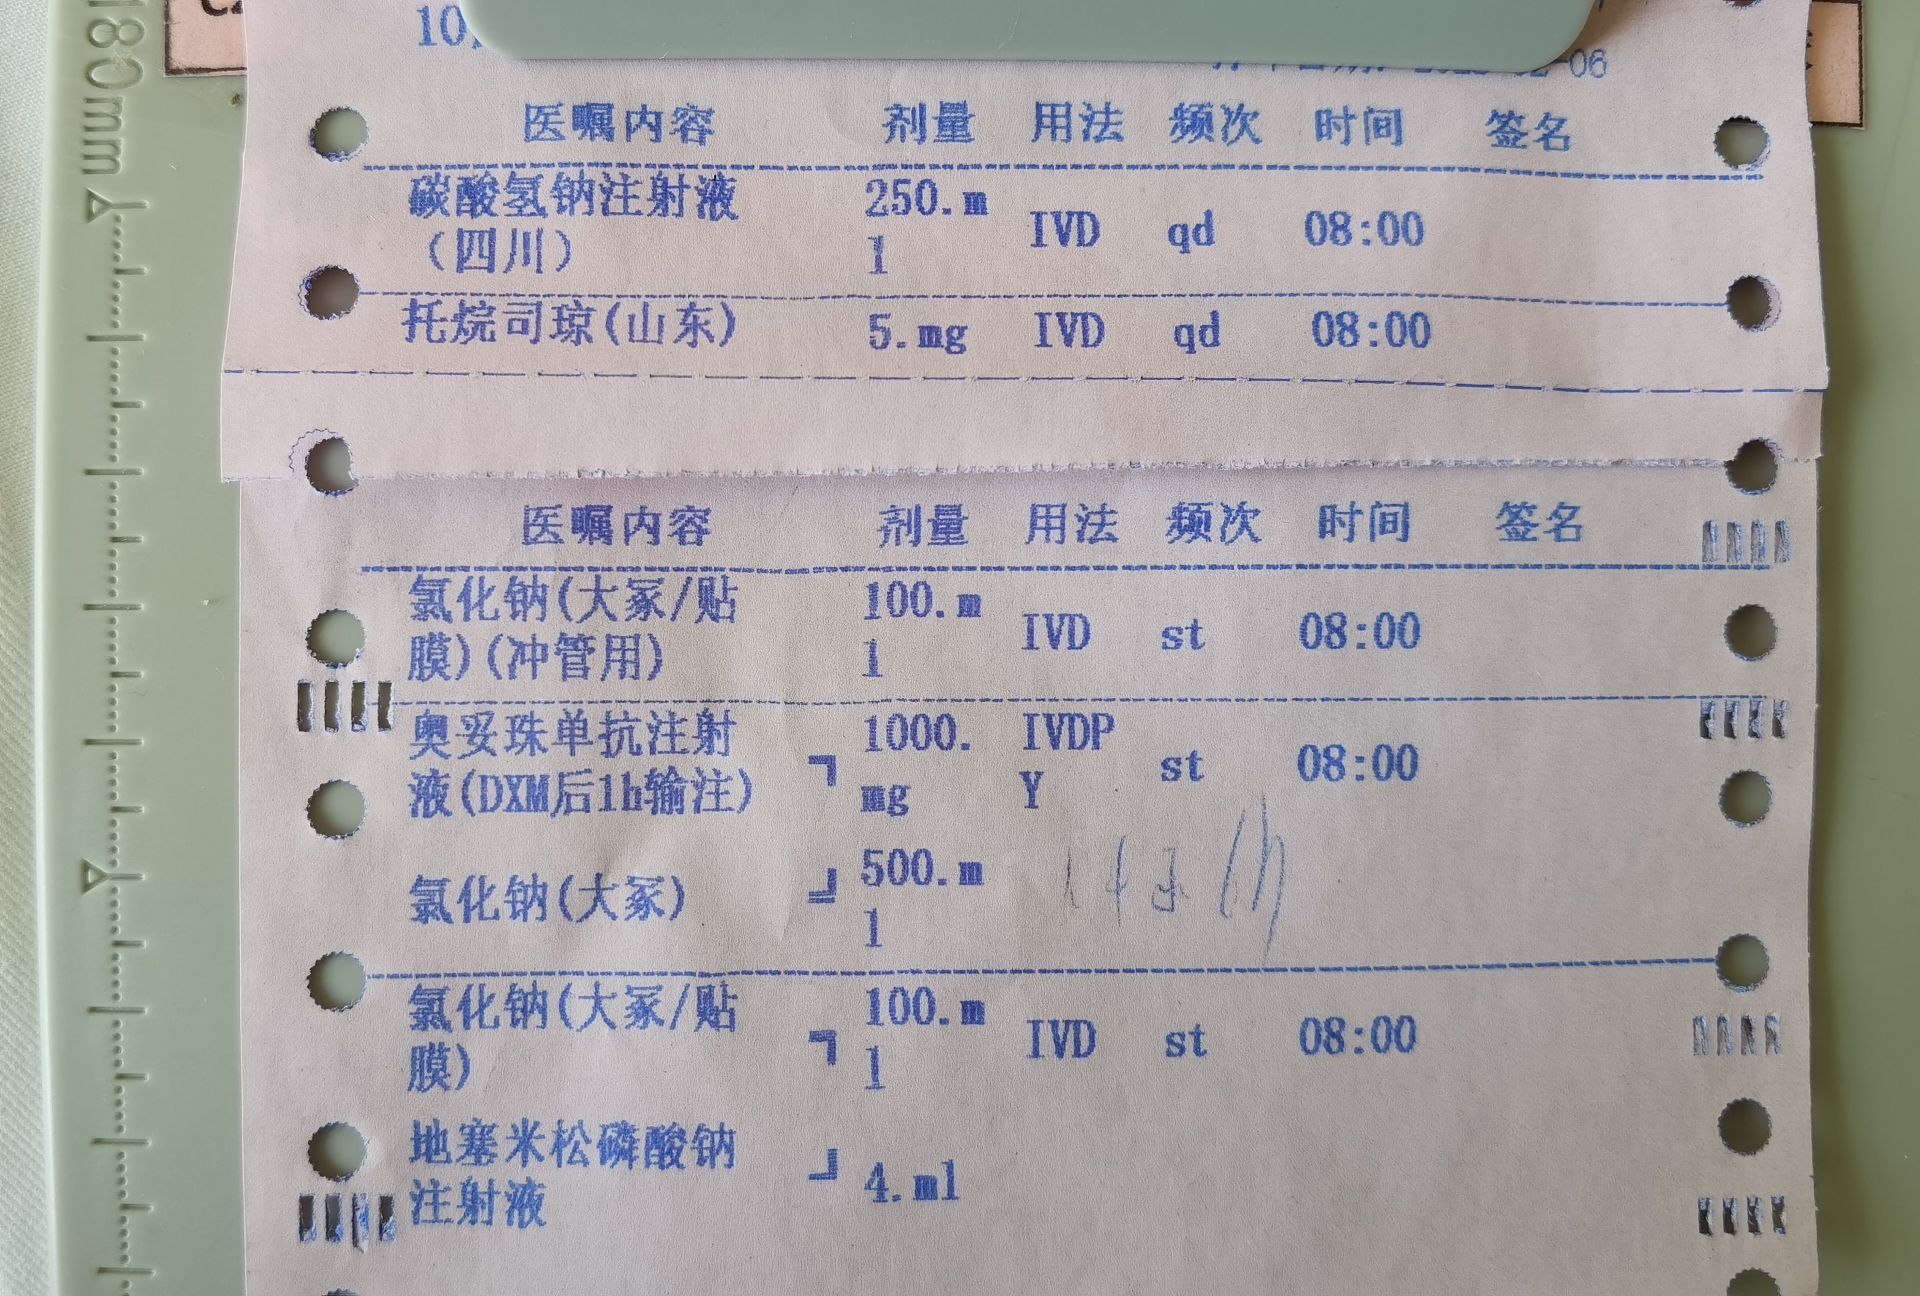 10,
-06
医嘱内容 剂量 用法 频次 时间 签名
碳酸氢钠注射液 250.m
(四川) l IVD qd 08:00
托烷司琼(山东) 5.mg IVD qd 08:00
医嘱内容 剂量 用法 频次 时间 签名
氯化钠(大冢/贴 100.m
膜)(冲管用) l IVD st 08:00
奥妥珠单抗注射 1000. IVDP
液(DXM后1h输注) mg Y st 08:00
氯化钠(大冢) 500.m
l
氯化钠(大冢/贴 100.m
膜) l IVD st 08:00
地塞米松磷酸钠
注射液 4.ml